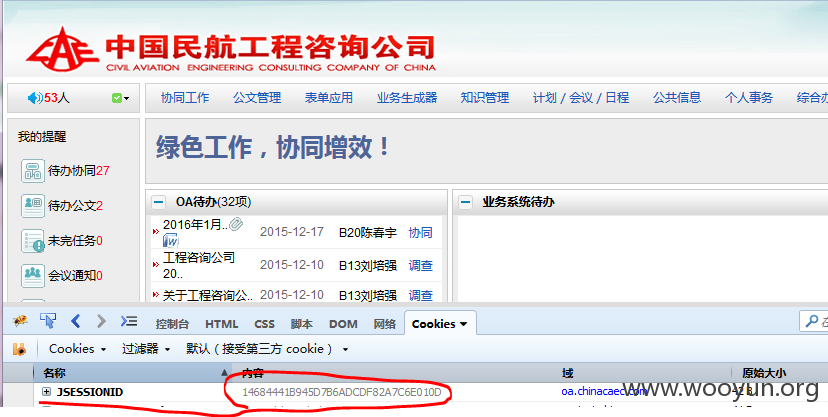 中国民航工程咨询公司
CIVIL AVIATION ENGINEERING CONSULTING COMPANY OF CHINA
53人
协同工作 公文管理 表单应用 业务生成器 知识管理 计划 / 会议 / 日程 公共信息 个人事务 综合办
我的提醒
待办协同27
待办公文2
未完任务0
会议通知0
绿色工作，协同增效！
OA待办(32项)
2016年1月.. 2015-12-17 B20陈春宇 协同
工程咨询公司20.. 2015-12-10 B13刘培强 调查
关于工程咨询公.. 2015-12-10 B13刘培强 调查
业务系统待办
控制台 HTML CSS 脚本 DOM 网络 Cookies
Cookies 过滤器 默认（接受第三方 cookie）
名称 内容 域 原始大小
JSESSIONID 14684441B945D7B6ADCDF82A7C6E010D oa.chinacaec.com
www.wooyun.org